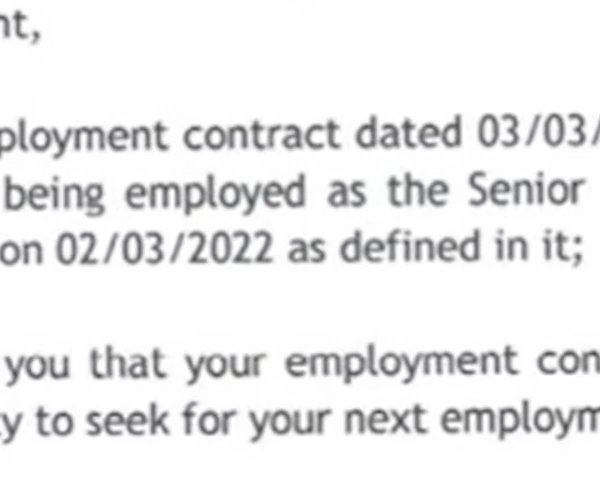 nt,
ployment contract dated 03/03/
being employed as the Senior
on 02/03/2022 as defined in it;
you that your employment con
y to seek for your next employm